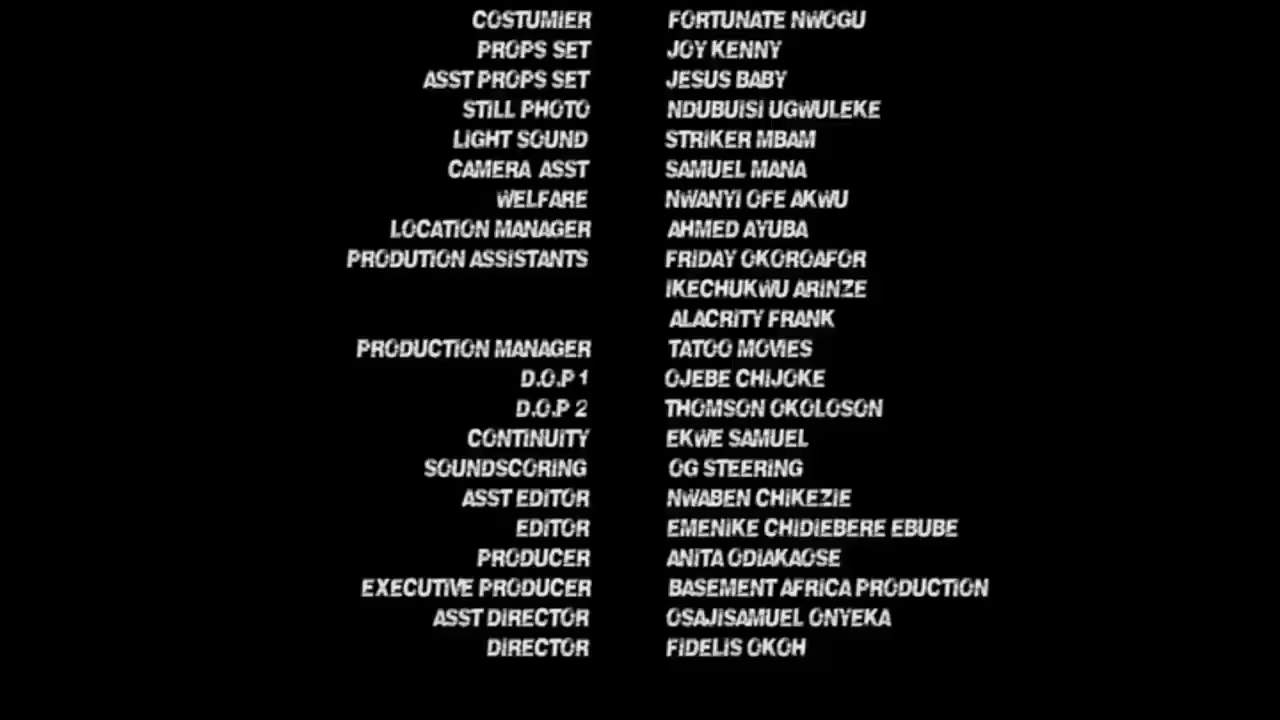 COSTUMIER FORTUNATE NWOGU
PROPS SET JOY KENNY
ASST PROPS SET JESUS BABY
STILL PHOTO NDUBUISI UGWULEKE
LIGHT SOUND STRIKER MBAM
CAMERA ASST SAMUEL MANA
WELFARE NWANYI OFE AKWU
LOCATION MANAGER AHMED AYUBA
PRODUTION ASSISTANTS FRIDAY OKOROAFOR
IKECHUKWU ARINZE
ALACRITY FRANK
PRODUCTION MANAGER TATOO MOVIES
D.O.P 1 OJEBE CHIJOKE
D.O.P 2 THOMSON OKOLOSON
CONTINUITY EKWE SAMUEL
SOUNDSCORING OG STEERING
ASST EDITOR NWABEN CHIKEZIE
EDITOR EMENIKE CHIDIEBERE EBUBE
PRODUCER ANITA ODIAKAOSE
EXECUTIVE PRODUCER BASEMENT AFRICA PRODUCTION
ASST DIRECTOR OSAJISAMUEL ONYEKA
DIRECTOR FIDELIS OKOH